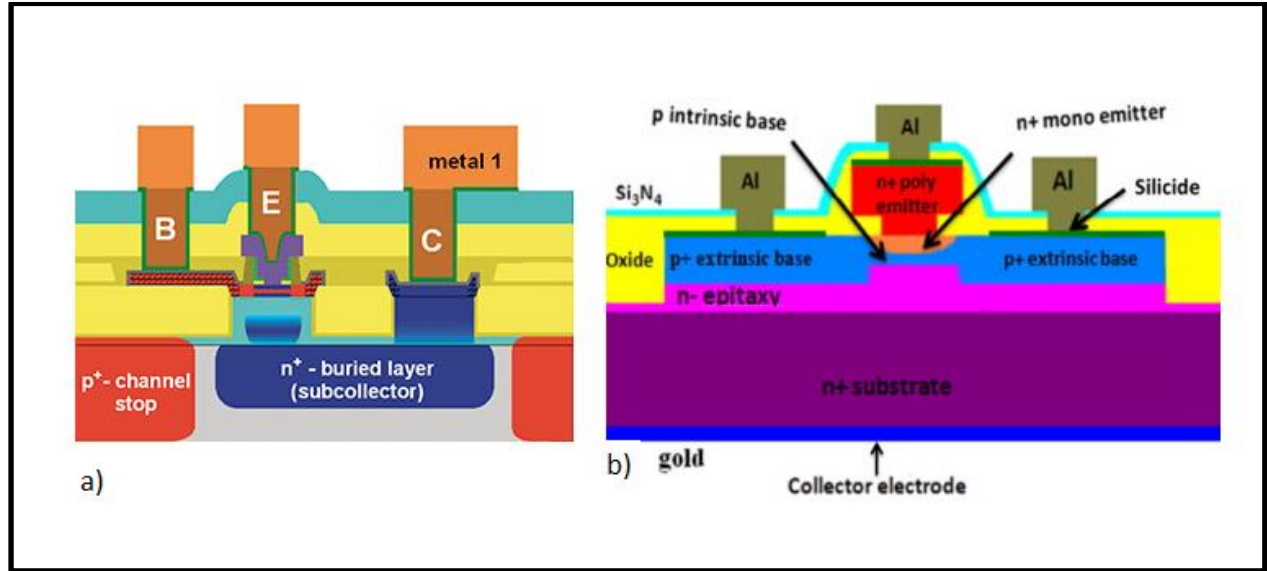 B
E
C
metal 1
p+- channel
stop
n+ - buried layer
(subcollector)
a)
p intrinsic base
n+ mono emitter
Al
Al
Al
Si3N4
n+ poly
emitter
Silicide
Oxide
p+ extrinsic base
p+ extrinsic base
n- epitaxy
n+ substrate
gold
Collector electrode
b)